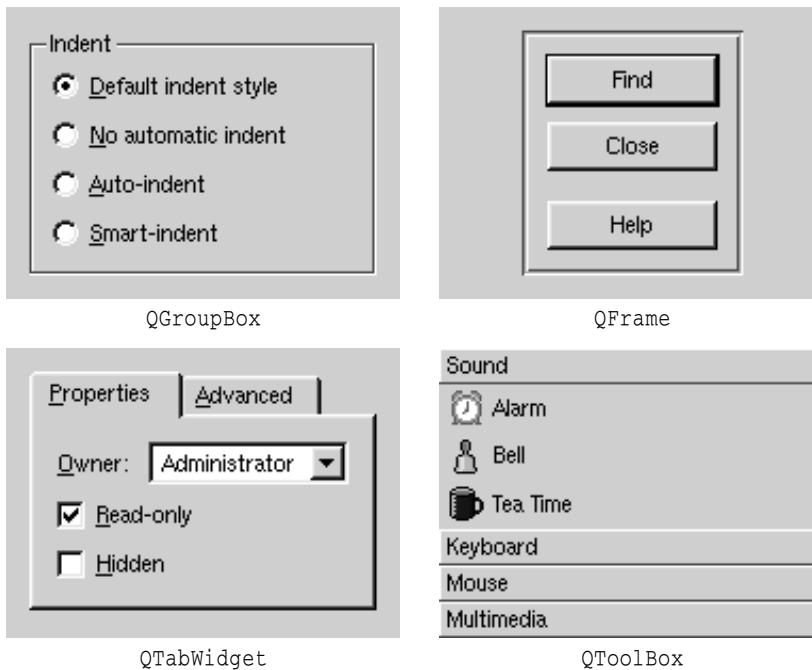 Indent
Default indent style
No automatic indent
Auto-indent
Smart-indent
QGroupBox
Find
Close
Help
QFrame
Properties
Advanced
Owner: Administrator
Read-only
Hidden
QTabWidget
Sound
Alarm
Bell
Tea Time
Keyboard
Mouse
Multimedia
QToolBox